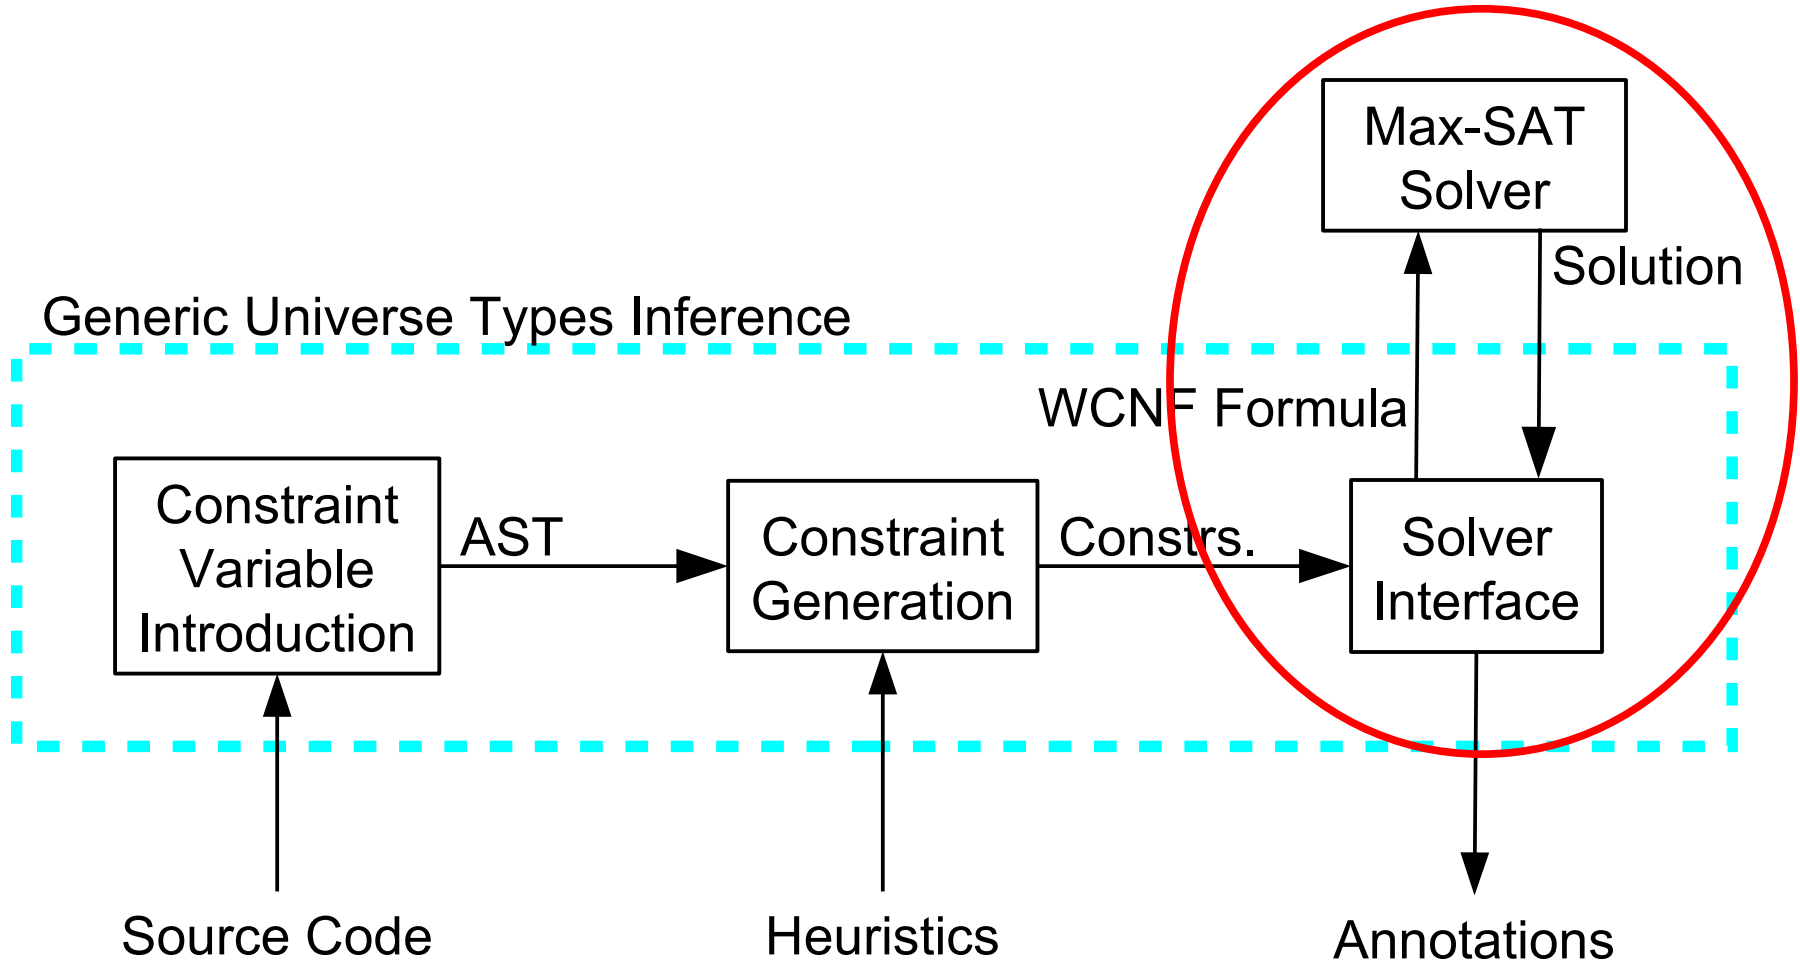 Max-SAT
Solver
Solution
Generic Universe Types Inference
WCNF Formula
Constraint
Variable
Introduction
AST
Constraint
Generation
Constrs.
Solver
Interface
Source Code
Heuristics
Annotations